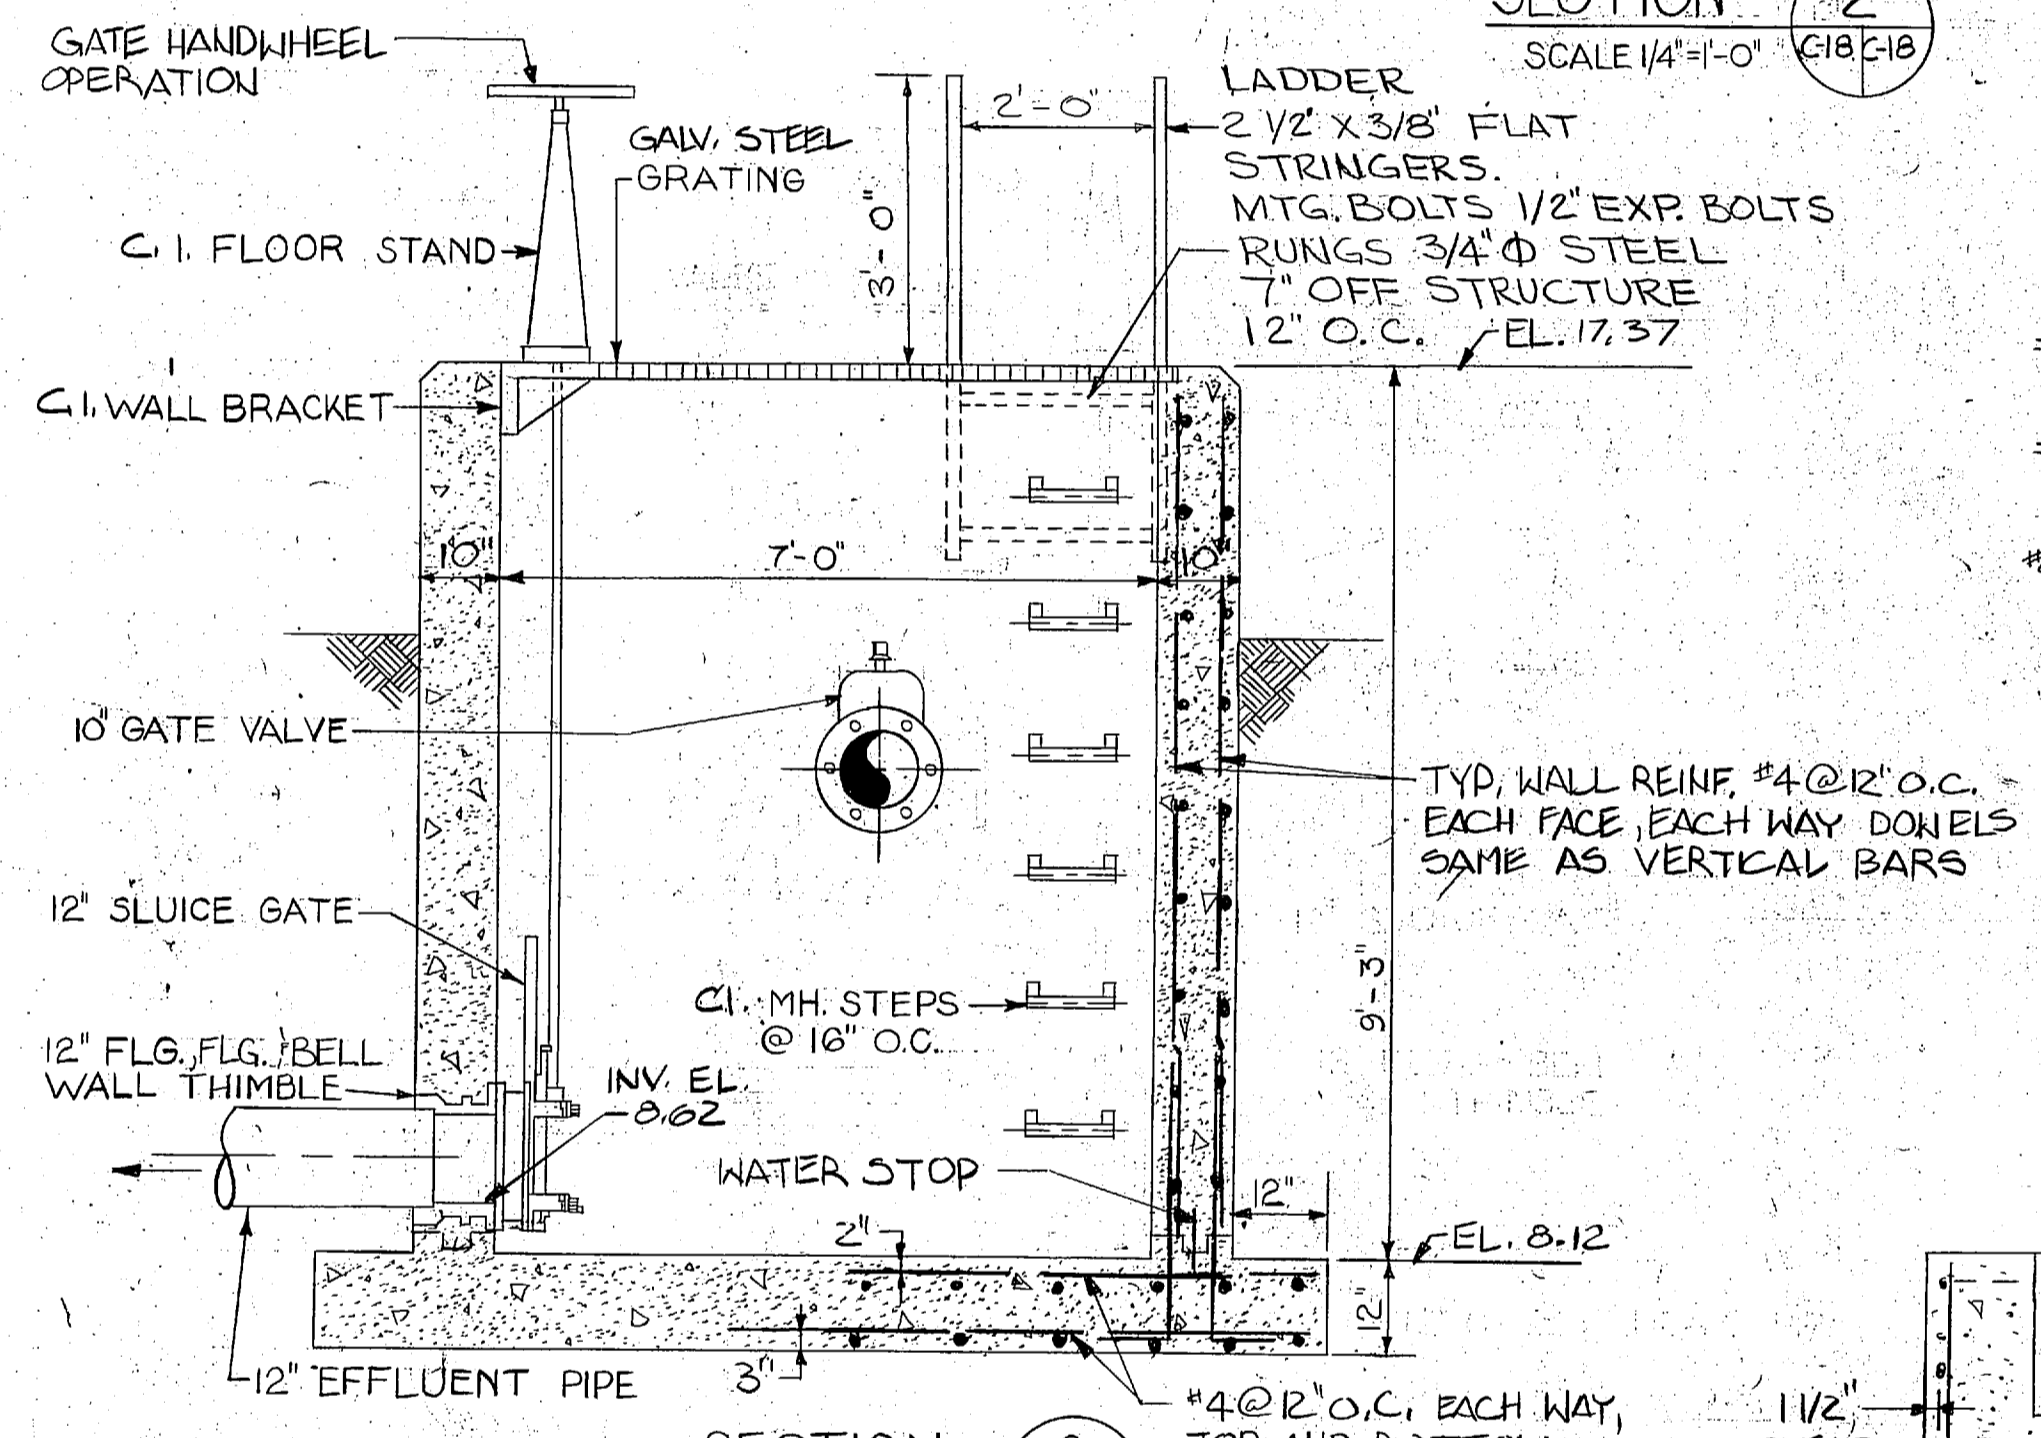 SECTION 2
SCALE 1/4"=1'-0" C-18 C-18
GATE HANDWHEEL
OPERATION
GALV. STEEL
GRATING
C.I. FLOOR STAND
C.I. WALL BRACKET
3'-0"
2'-0"
LADDER
2 1/2" X 3/8" FLAT
STRINGERS.
MTG. BOLTS 1/2" EXP. BOLTS
RUNGS 3/4" Φ STEEL
7" OFF STRUCTURE
12" O.C.
EL. 17.37
10"
7'-0"
10"
10" GATE VALVE
TYP. WALL REINF. #4@12" O.C.
EACH FACE, EACH WAY DOWELS
SAME AS VERTICAL BARS
12" SLUICE GATE
C.I. MH. STEPS
@ 16" O.C.
9'-3"
12" FLG., FLG. & BELL
WALL THIMBLE
INV. EL.
8.62
WATER STOP
12"
2"
EL. 8.12
12"
3"
12" EFFLUENT PIPE
#4@12" O.C. EACH WAY,
TOP AND BOTTOM
SECTION
1 1/2"